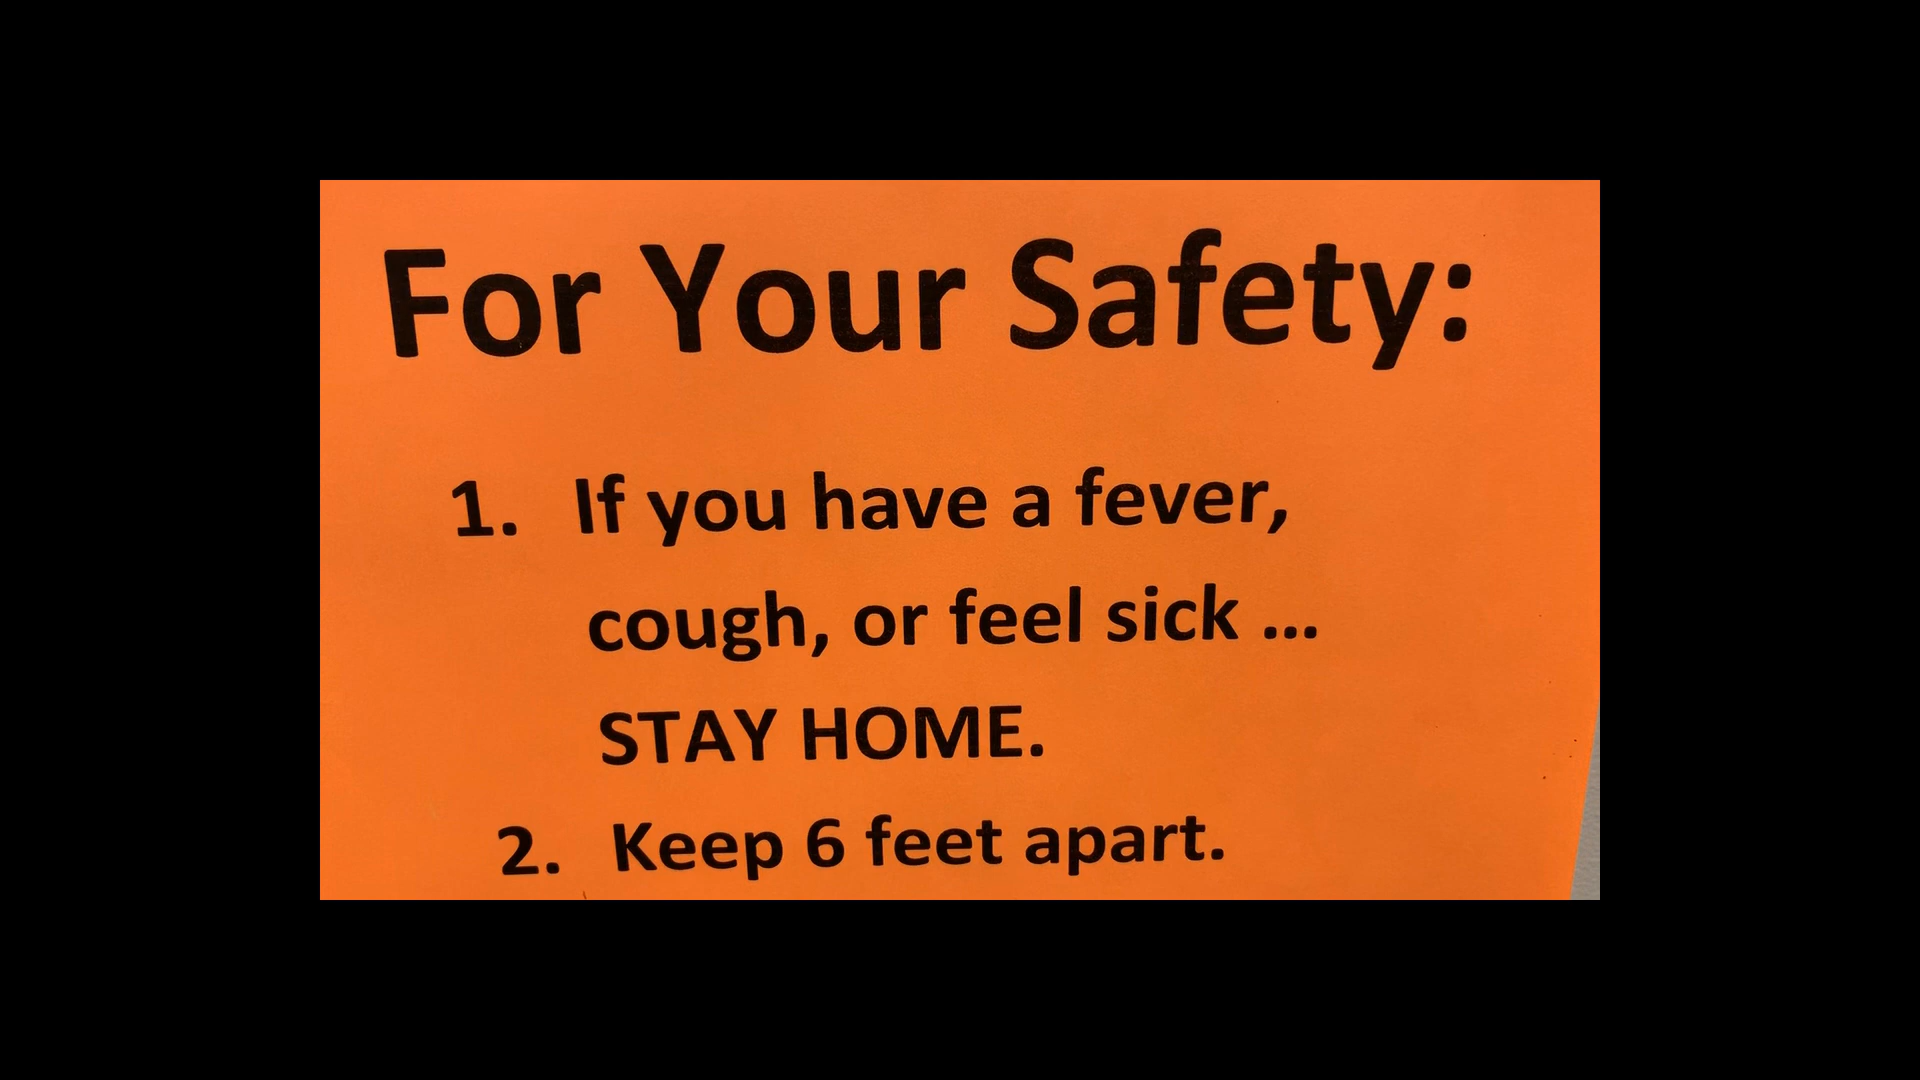 For Your Safety:
1. If you have a fever,
cough, or feel sick ...
STAY HOME.
2. Keep 6 feet apart.